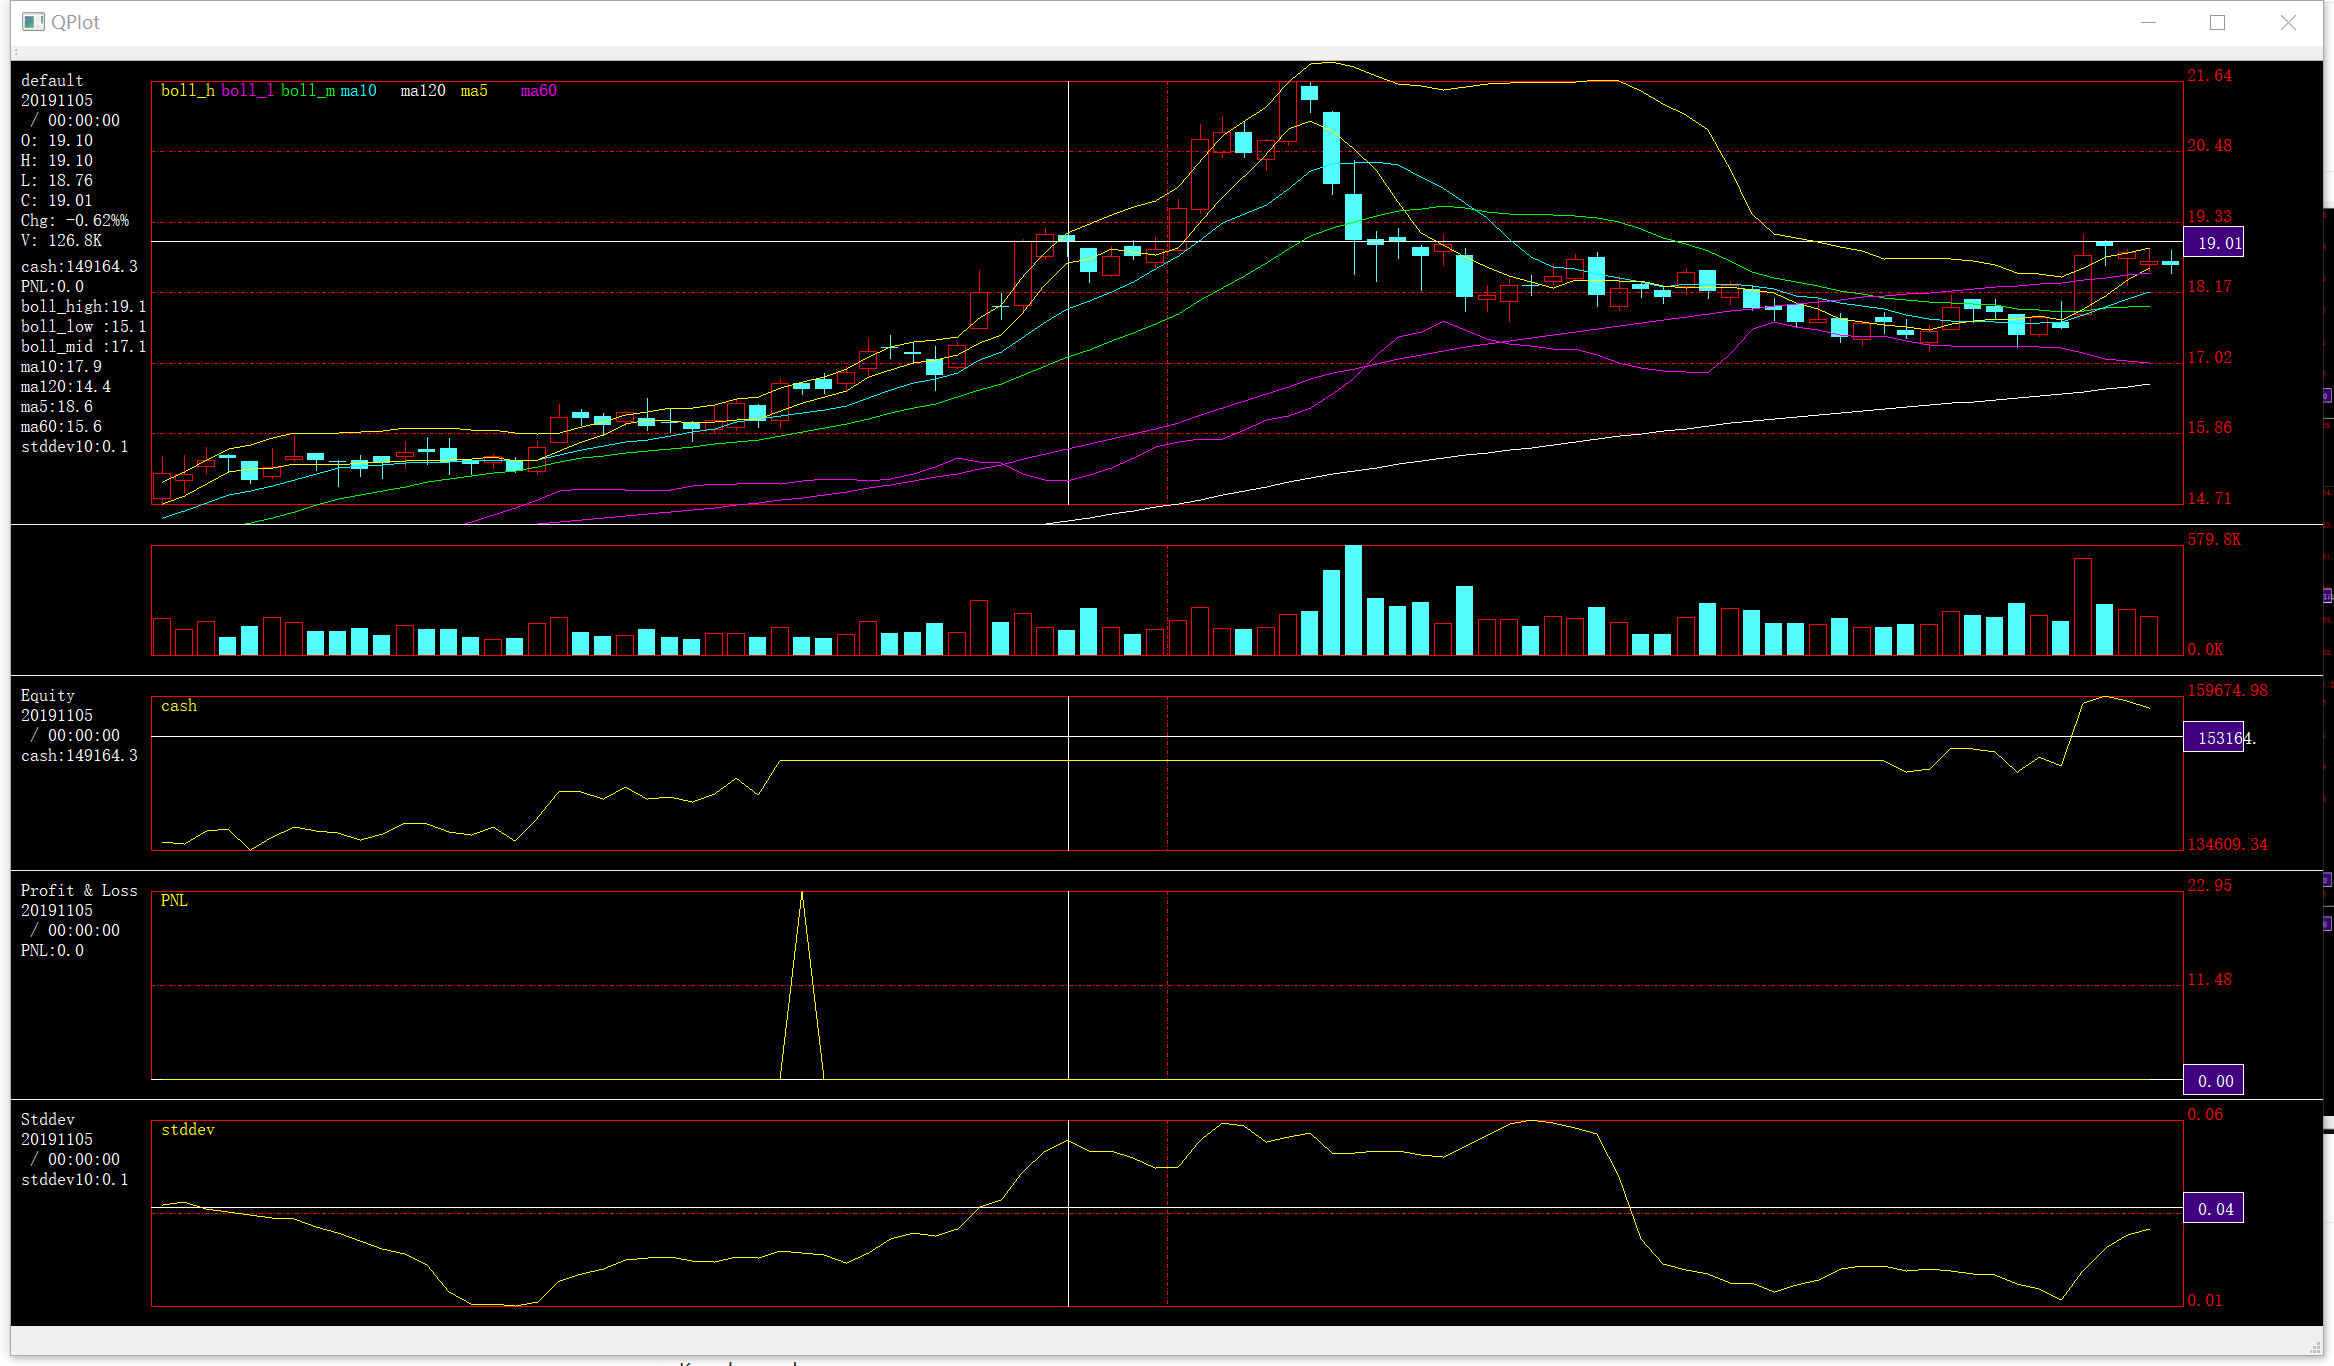 QPlot
default
20191105
/ 00:00:00
O: 19.10
H: 19.10
L: 18.76
C: 19.01
Chg: -0.62%%
V: 126.8K
cash:149164.3
PNL:0.0
boll_high:19.1
boll_low :15.1
boll_mid :17.1
ma10:17.9
ma120:14.4
ma5:18.6
ma60:15.6
stddev10:0.1
boll_h boll_l boll_m ma10 ma120 ma5 ma60
21.64
20.48
19.33
19.01
18.17
17.02
15.86
14.71
579.8K
0.0K
Equity
20191105
/ 00:00:00
cash:149164.3
cash
159674.98
153164.
134609.34
Profit & Loss
20191105
/ 00:00:00
PNL:0.0
PNL
22.95
11.48
0.00
Stddev
20191105
/ 00:00:00
stddev10:0.1
stddev
0.06
0.04
0.01